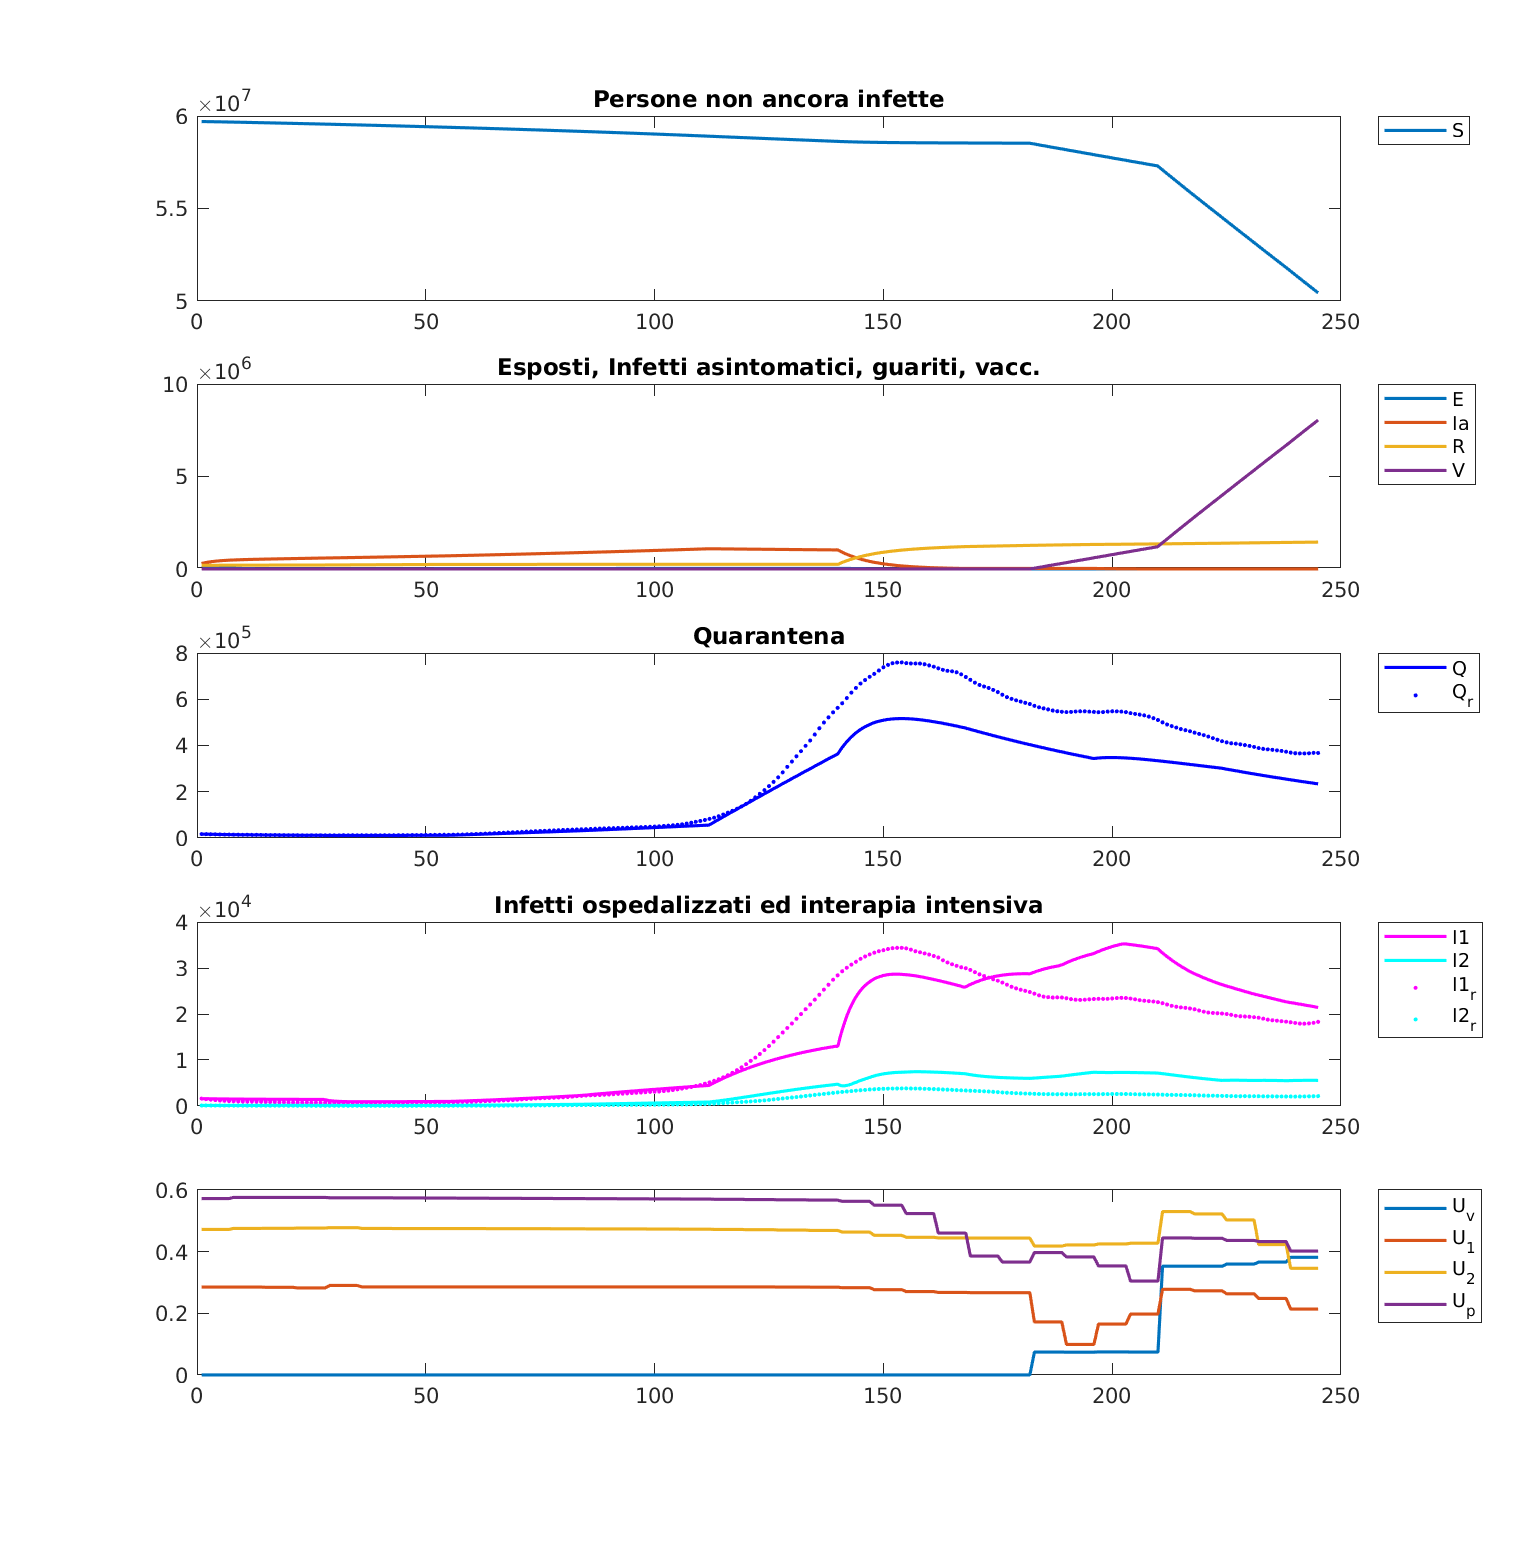 Persone non ancora infette
×10^7
6
5.5
5
0 50 100 150 200 250
S
Esposti, Infetti asintomatici, guariti, vacc.
×10^6
10
5
0
0 50 100 150 200 250
E
Ia
R
V
Quarantena
×10^5
8
6
4
2
0
0 50 100 150 200 250
Q
Q_r
Infetti ospedalizzati ed interapia intensiva
×10^4
4
3
2
1
0
0 50 100 150 200 250
I1
I2
I1_r
I2_r
0.6
0.4
0.2
0
0 50 100 150 200 250
U_v
U_1
U_2
U_p